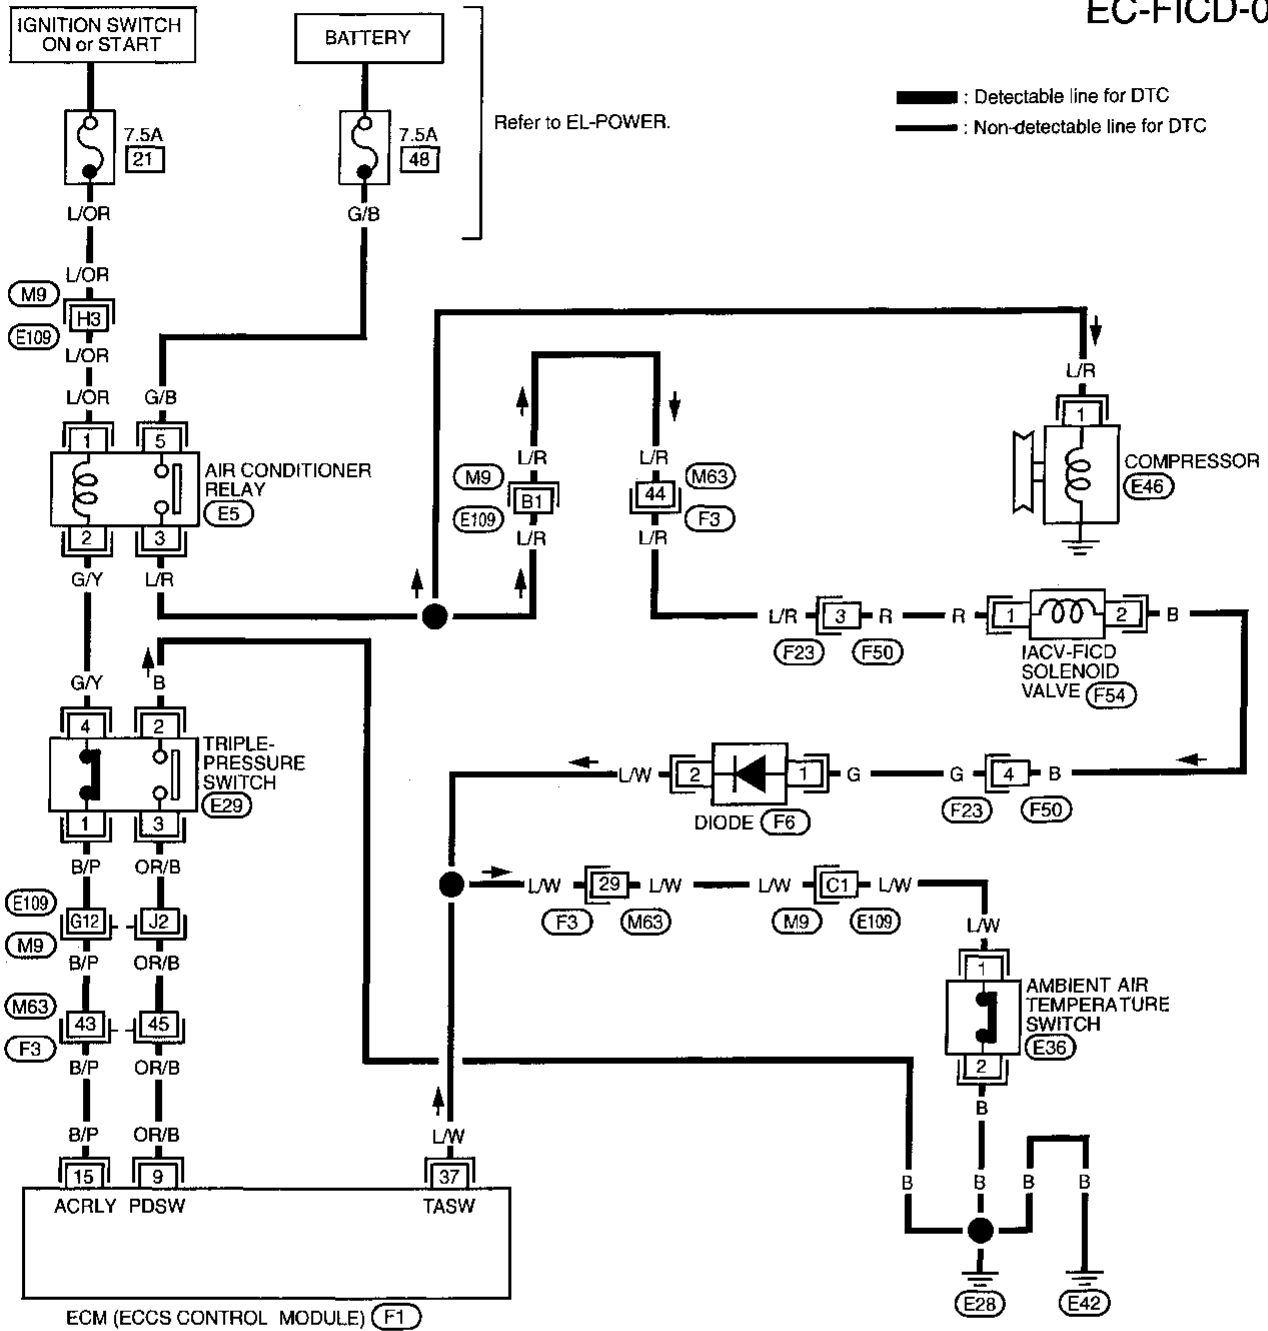 EC-FICD-0
IGNITION SWITCH
ON or START
BATTERY
Refer to EL-POWER.
: Detectable line for DTC
: Non-detectable line for DTC
7.5A
21
7.5A
48
L/OR
G/B
L/OR
M9
H3
E109
L/OR
L/OR
G/B
1
5
AIR CONDITIONER
RELAY
E5
2
3
G/Y
L/R
L/R
L/R
M9
B1
E109
L/R
44
M63
F3
L/R
L/R
1
COMPRESSOR
E46
L/R
3
R
R
1
2
B
F23
F50
IACV-FICD
SOLENOID
VALVE
F54
G/Y
B
4
2
TRIPLE-
PRESSURE
SWITCH
E29
1
3
L/W
2
1
G
G
4
B
DIODE
F6
F23
F50
B/P
OR/B
L/W
29
L/W
L/W
C1
L/W
F3
M63
M9
E109
E109
G12
J2
M9
B/P
OR/B
L/W
1
AMBIENT AIR
TEMPERATURE
SWITCH
E36
2
M63
43
45
F3
B/P
OR/B
B
B/P
OR/B
L/W
15
9
37
ACRLY
PDSW
TASW
B
B
B
B
E28
E42
ECM (ECCS CONTROL MODULE)
F1